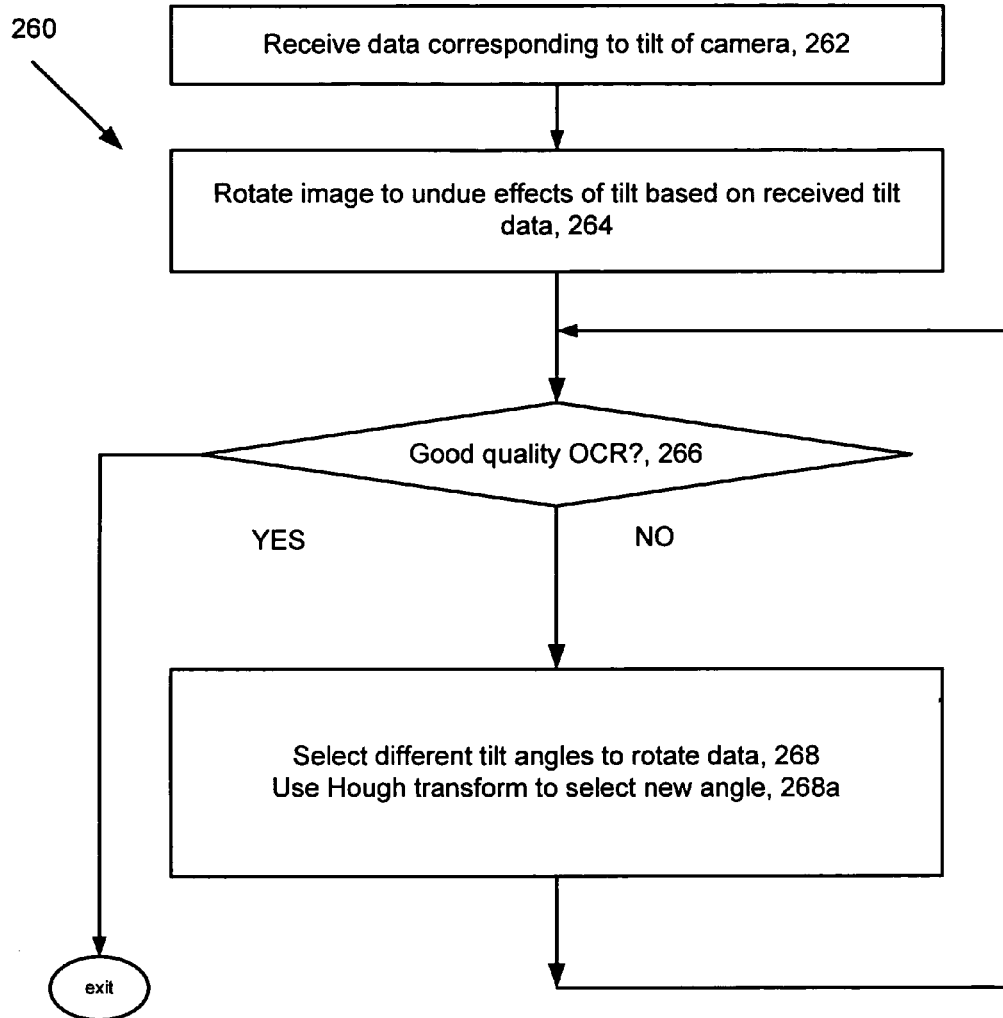 260
Receive data corresponding to tilt of camera, 262
Rotate image to undue effects of tilt based on received tilt
data, 264
Good quality OCR?, 266
YES
NO
Select different tilt angles to rotate data, 268
Use Hough transform to select new angle, 268a
exit